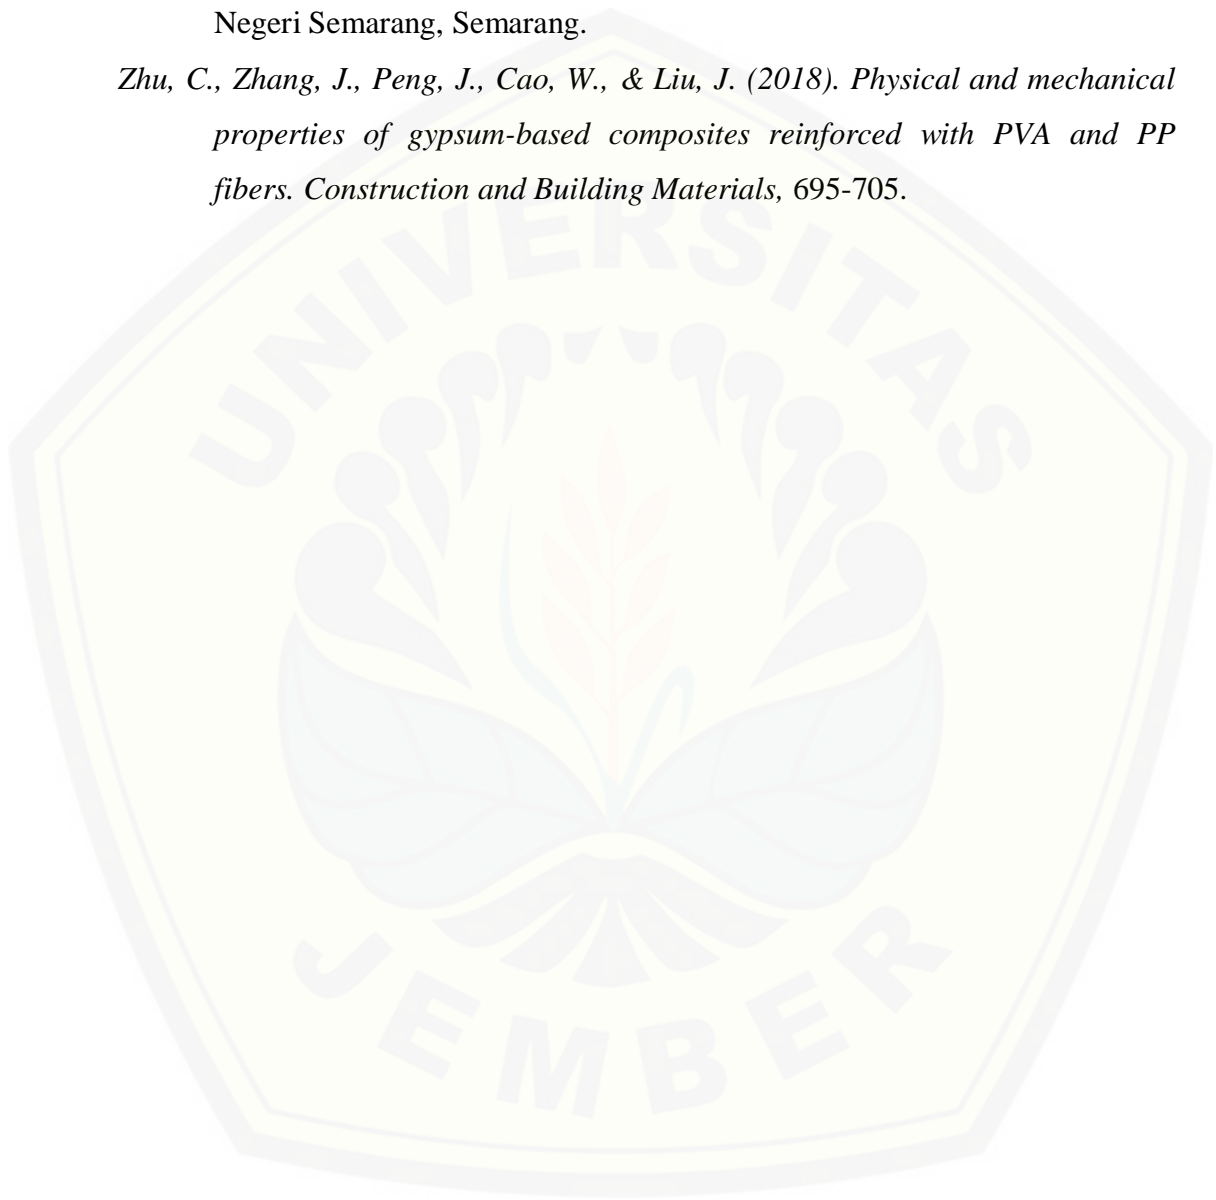 Negeri Semarang, Semarang.
Zhu, C., Zhang, J., Peng, J., Cao, W., & Liu, J. (2018). Physical and mechanical
properties of gypsum-based composites reinforced with PVA and PP
fibers. Construction and Building Materials, 695-705.
UNIVERSITAS
JEMBER